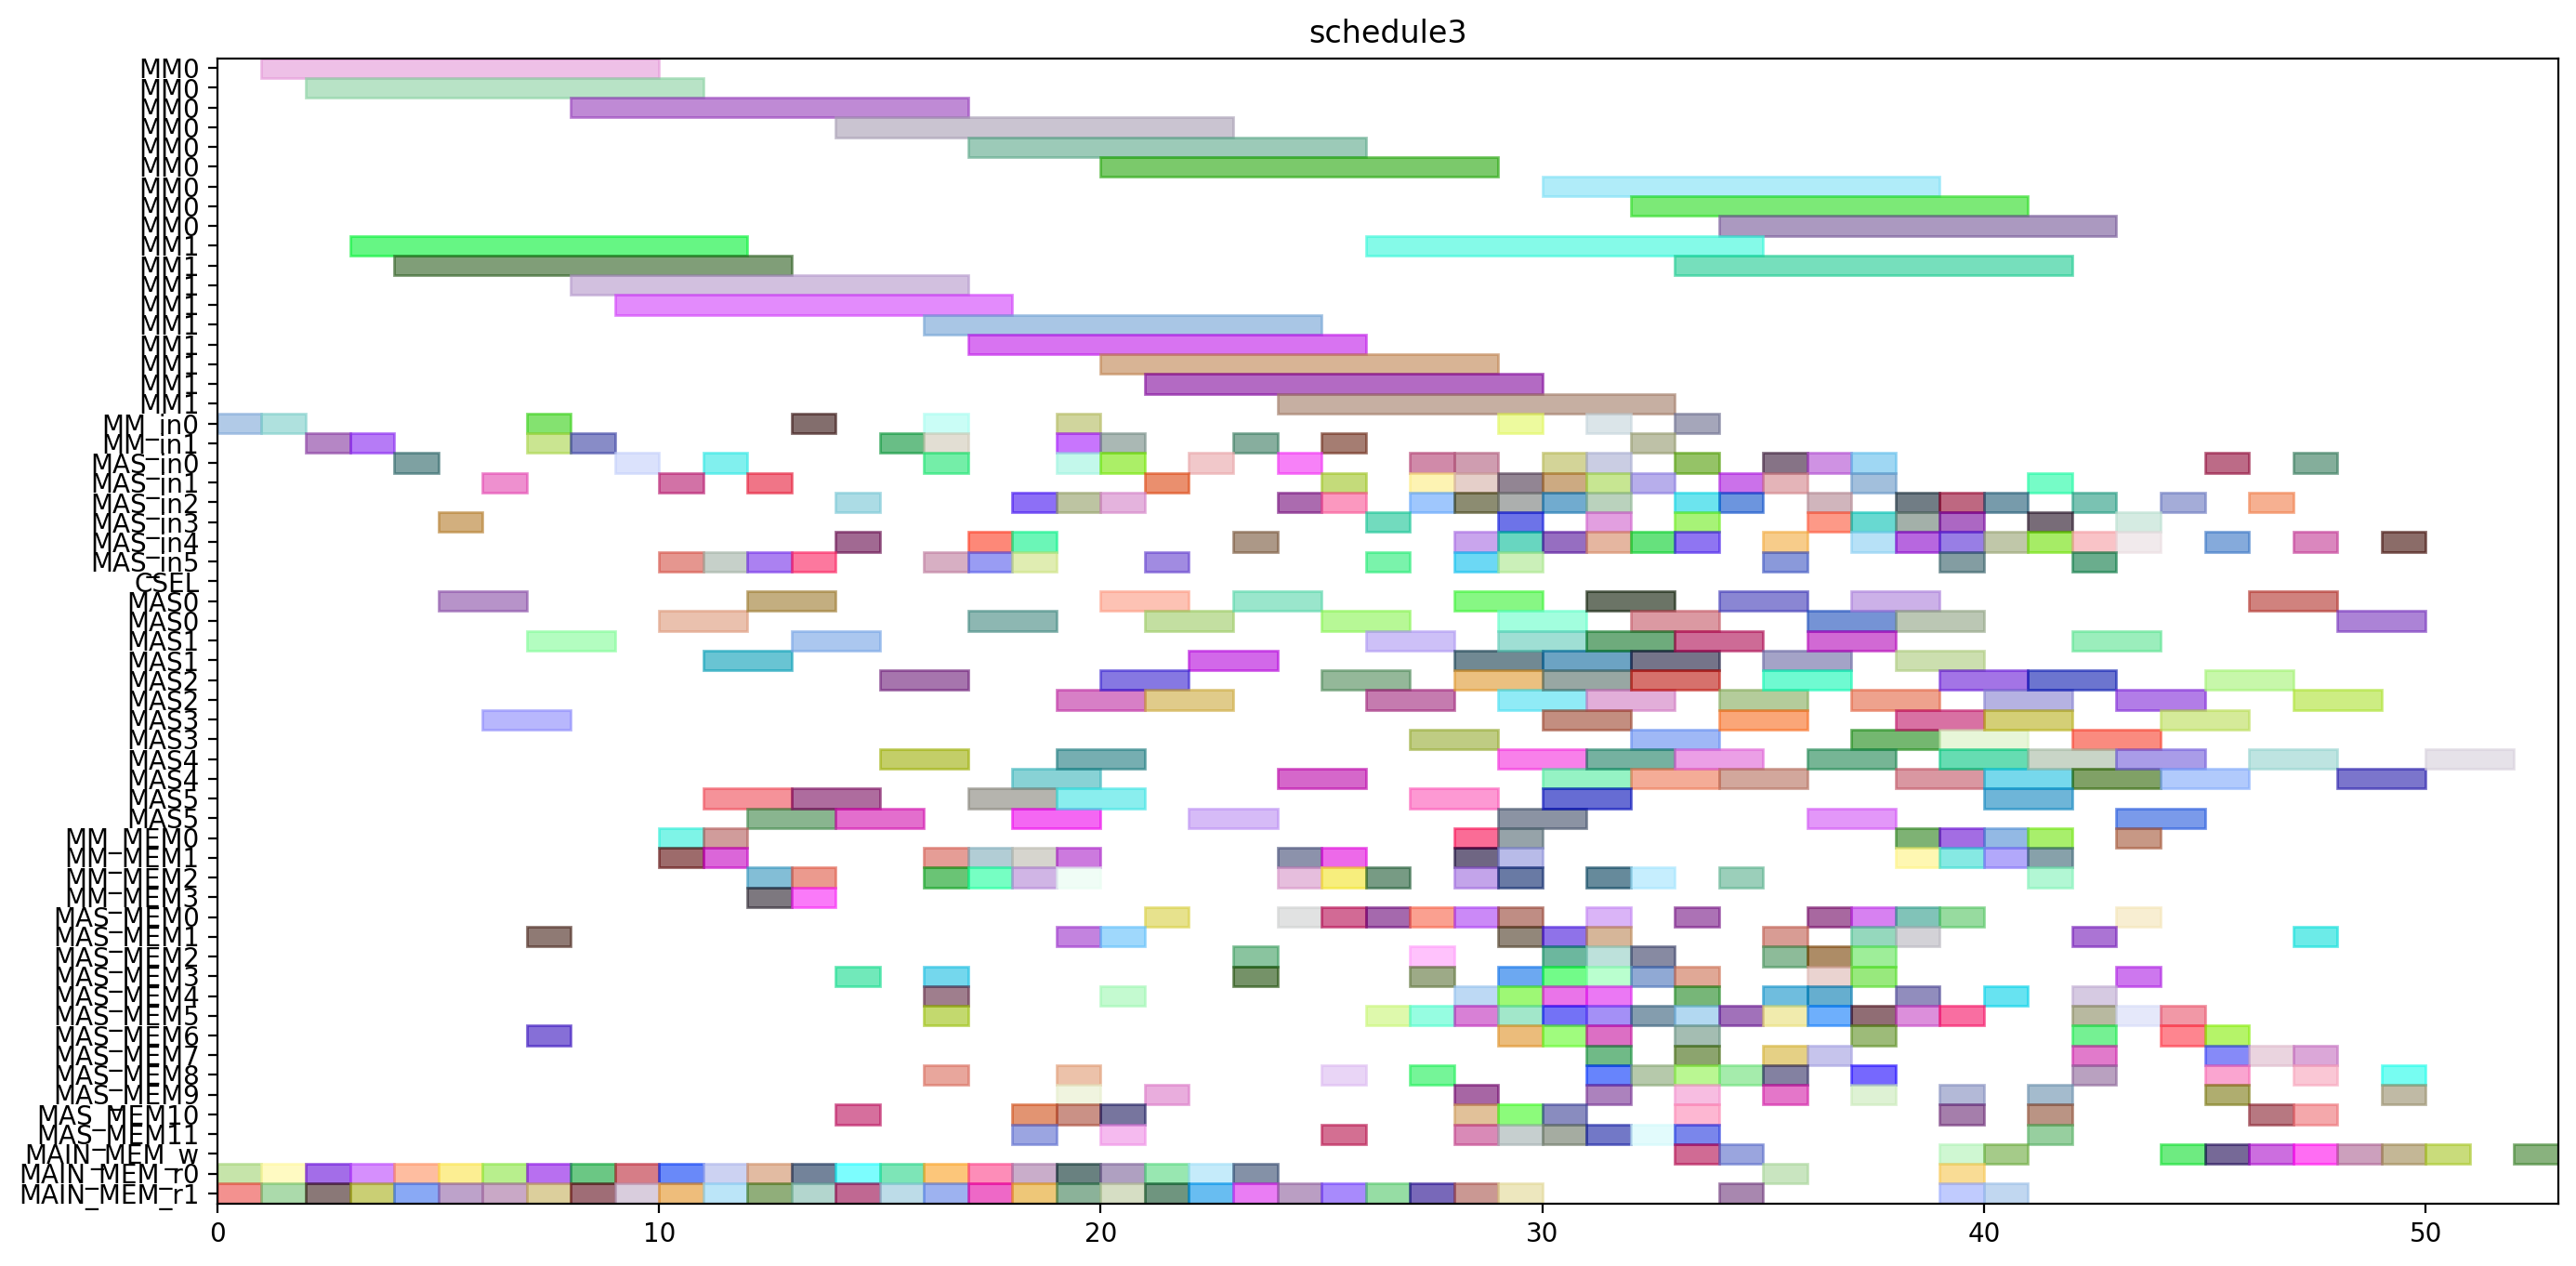 schedule3
MM0
MM0
MM0
MM0
MM0
MM0
MM0
MM0
MM0
MM1
MM1
MM1
MM1
MM1
MM1
MM1
MM1
MM1
MM_in0
MM_in1
MAS_in0
MAS_in1
MAS_in2
MAS_in3
MAS_in4
MAS_in5
CSEL
MAS0
MAS0
MAS1
MAS1
MAS2
MAS2
MAS3
MAS3
MAS4
MAS4
MAS5
MAS5
MM_MEM0
MM_MEM1
MM_MEM2
MM_MEM3
MAS_MEM0
MAS_MEM1
MAS_MEM2
MAS_MEM3
MAS_MEM4
MAS_MEM5
MAS_MEM6
MAS_MEM7
MAS_MEM8
MAS_MEM9
MAS_MEM10
MAS_MEM11
MAIN_MEM_w
MAIN_MEM_r0
MAIN_MEM_r1
0 10 20 30 40 50